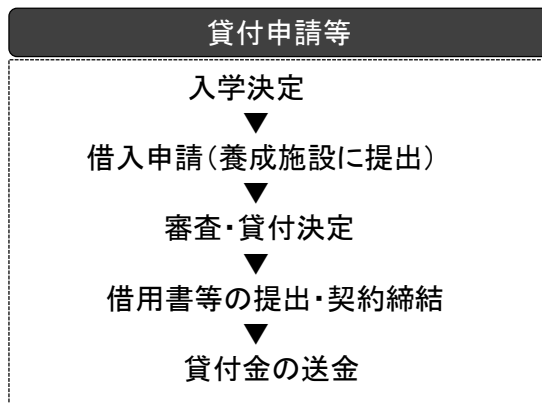 貸付申請等
入学決定
▼
借入申請（養成施設に提出）
▼
審査・貸付決定
▼
借用書等の提出・契約締結
▼
貸付金の送金